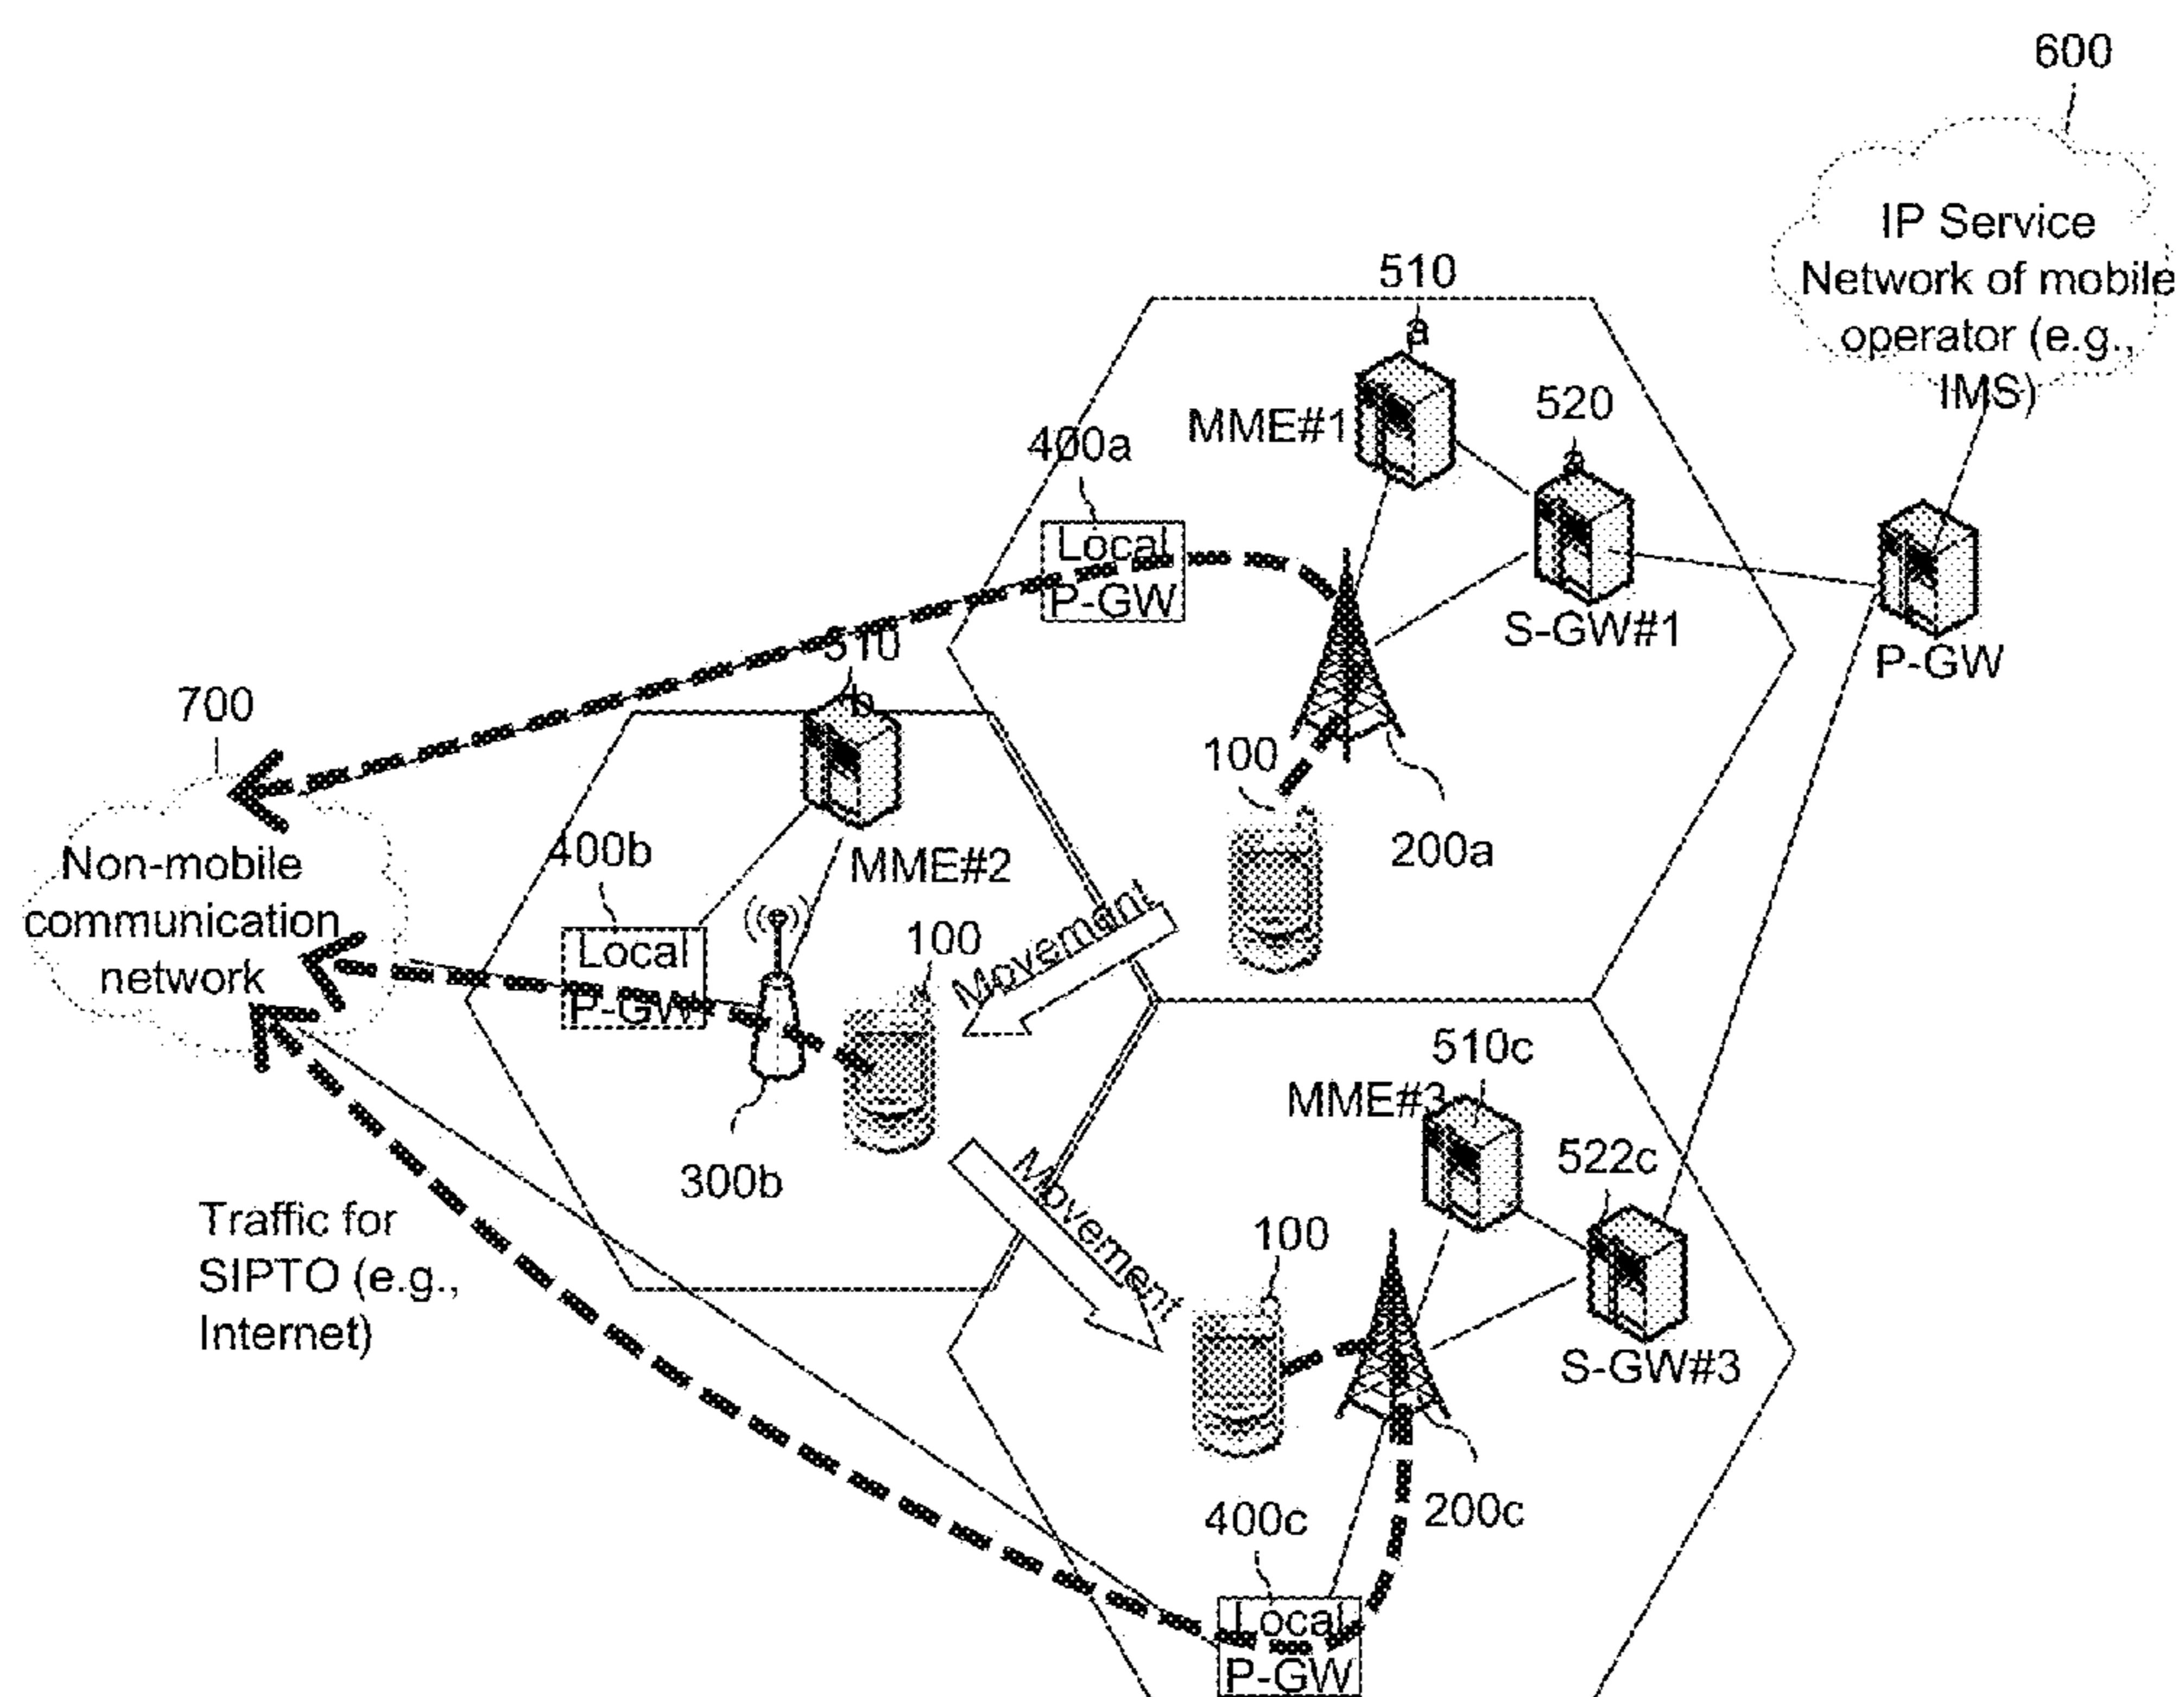 600
IP Service
Network of mobile
operator (e.g.,
IMS)
510
a
MME#1
520
a
400a
Local
P-GW
S-GW#1
P-GW
510
b
700
100
200a
Non-mobile
communication
network
400b
MME#2
Local
P-GW
100
Movement
300b
510c
MME#3
522c
Movement
100
S-GW#3
Traffic for
SIPTO (e.g.,
Internet)
200c
400c
Local
P-GW